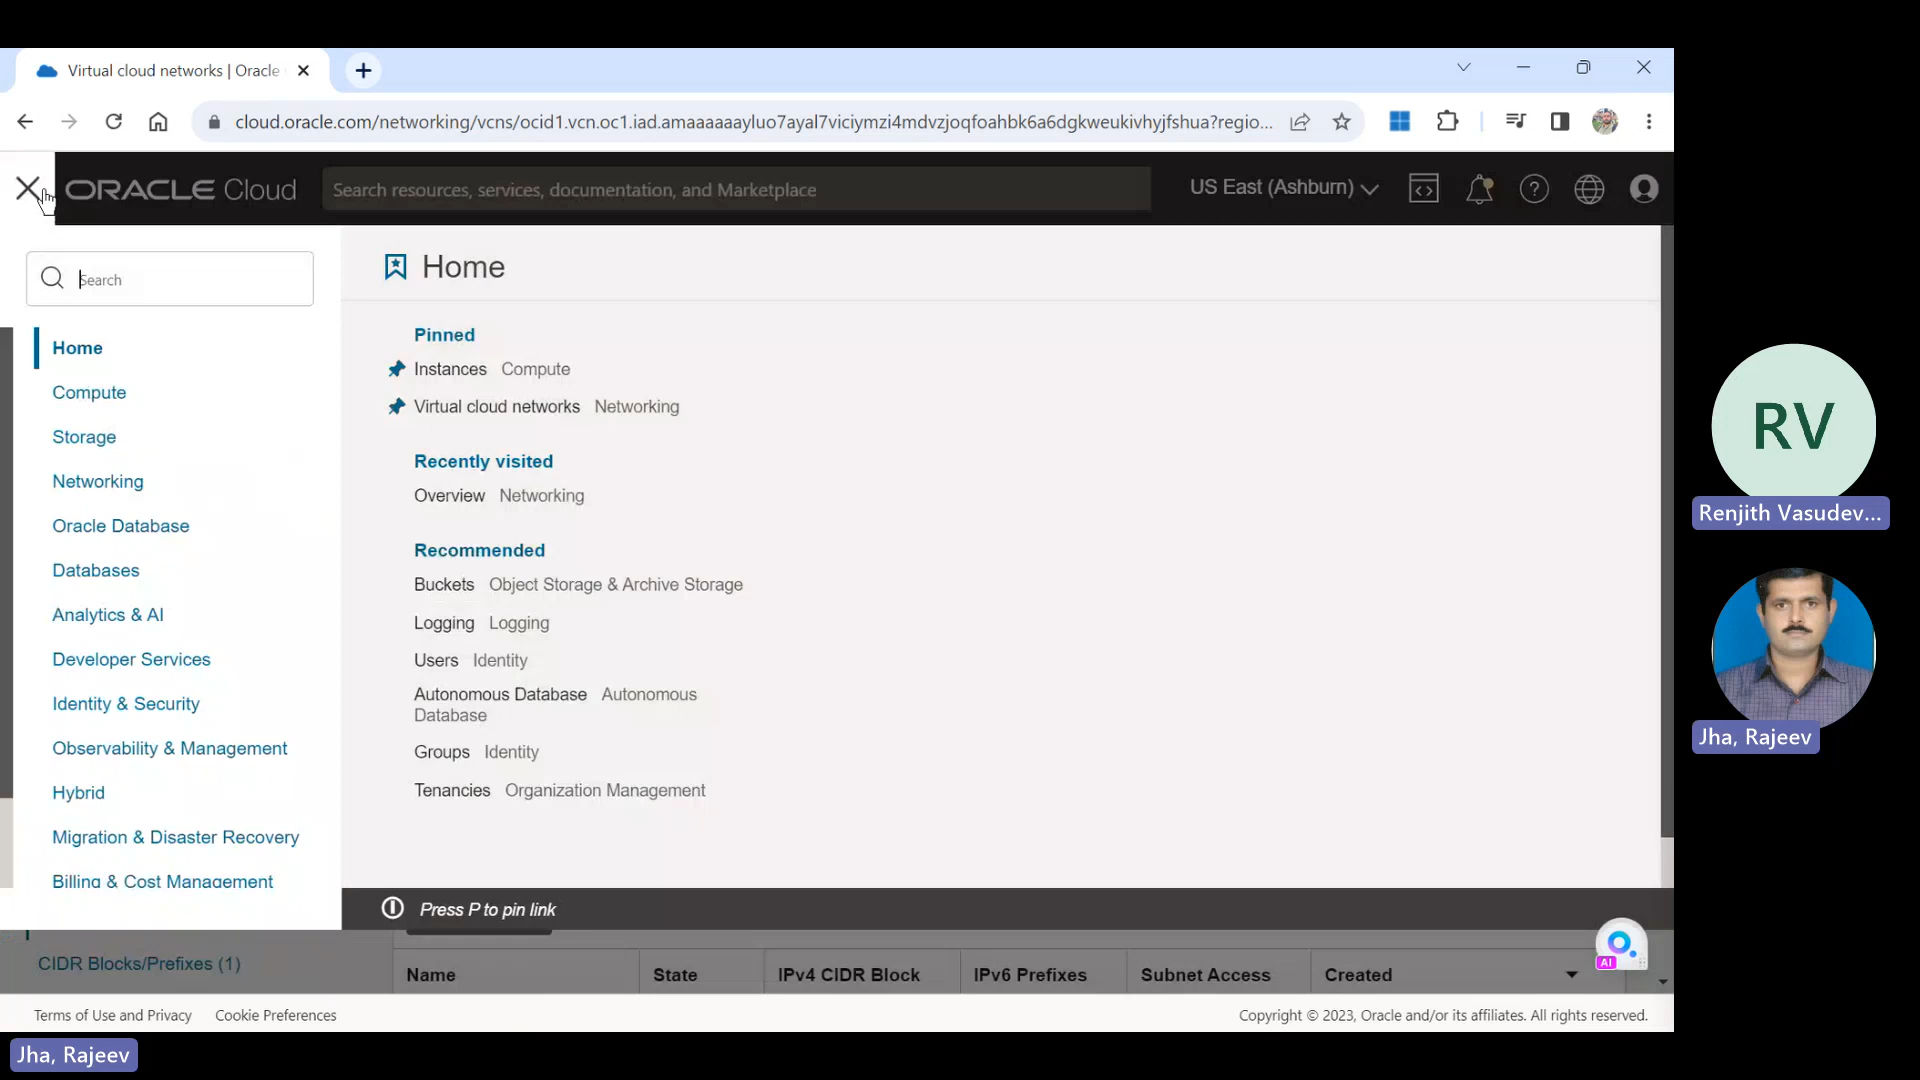 Virtual cloud networks | Oracle
cloud.oracle.com/networking/vcns/ocid1.vcn.oc1.iad.amaaaaaayluo7ayal7viciymzi4mdvzjoqfoahbk6a6dgkweukivhyjfshua?regio...
ORACLE Cloud
Search resources, services, documentation, and Marketplace
US East (Ashburn)
Search
Home
Compute
Storage
Networking
Oracle Database
Databases
Analytics & AI
Developer Services
Identity & Security
Observability & Management
Hybrid
Migration & Disaster Recovery
Billing & Cost Management
Home
Pinned
Instances Compute
Virtual cloud networks Networking
Recently visited
Overview Networking
Recommended
Buckets Object Storage & Archive Storage
Logging Logging
Users Identity
Autonomous Database Autonomous
Database
Groups Identity
Tenancies Organization Management
Press P to pin link
CIDR Blocks/Prefixes (1)
Name State IPv4 CIDR Block IPv6 Prefixes Subnet Access Created
AI
Terms of Use and Privacy Cookie Preferences
Copyright © 2023, Oracle and/or its affiliates. All rights reserved.
RV
Renjith Vasudev...
Jha, Rajeev
Jha, Rajeev